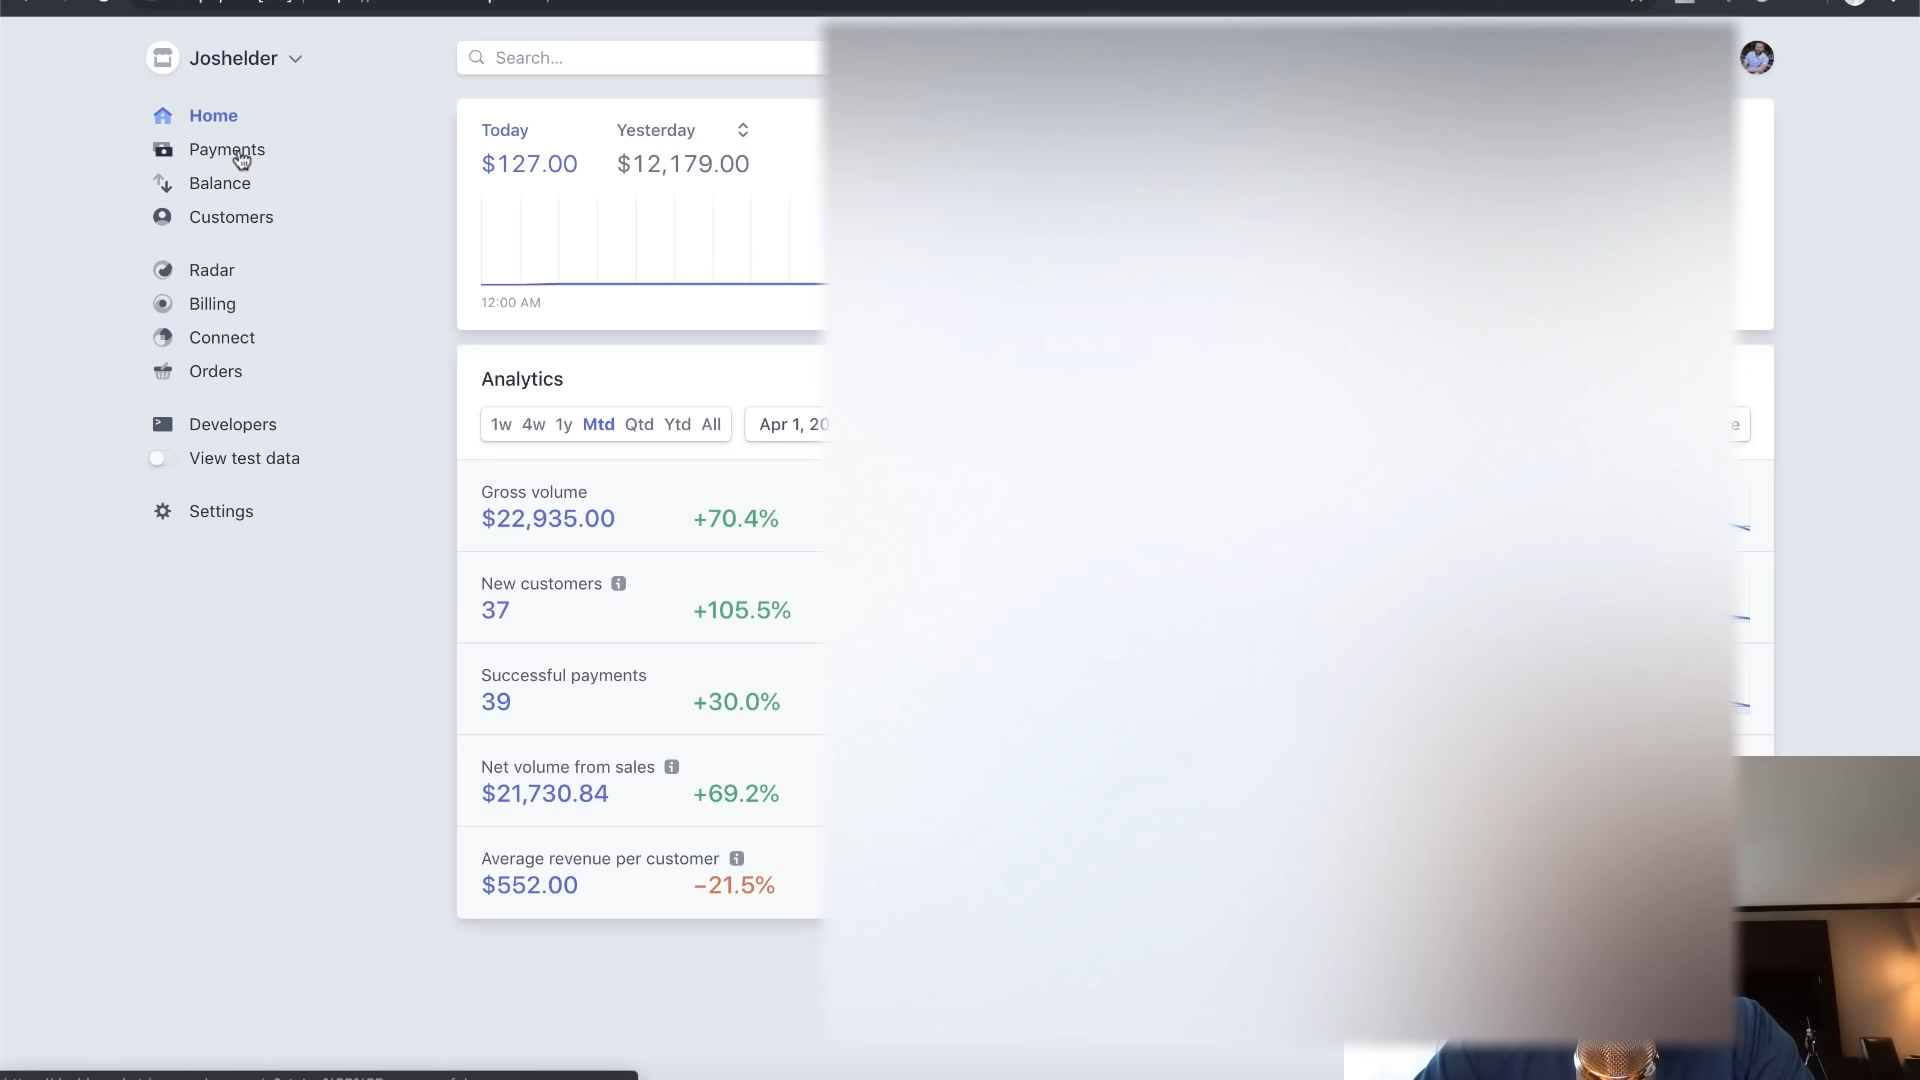 Joshelder
Search...
Home
Payments
Balance
Customers
Radar
Billing
Connect
Orders
Developers
View test data
Settings
Today
Yesterday
$127.00
$12,179.00
12:00 AM
Analytics
1w 4w 1y Mtd Qtd Ytd All
Apr 1, 20
e
Gross volume
$22,935.00 +70.4%
New customers
37 +105.5%
Successful payments
39 +30.0%
Net volume from sales
$21,730.84 +69.2%
Average revenue per customer
$552.00 −21.5%